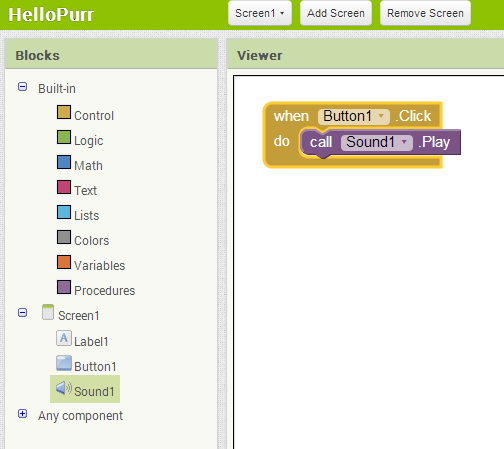 HelloPurr
Screen1 Add Screen Remove Screen
Blocks
Viewer
Built-in
Control
Logic
Math
Text
Lists
Colors
Variables
Procedures
Screen1
Label1
Button1
Sound1
Any component
when Button1 .Click
do call Sound1 .Play